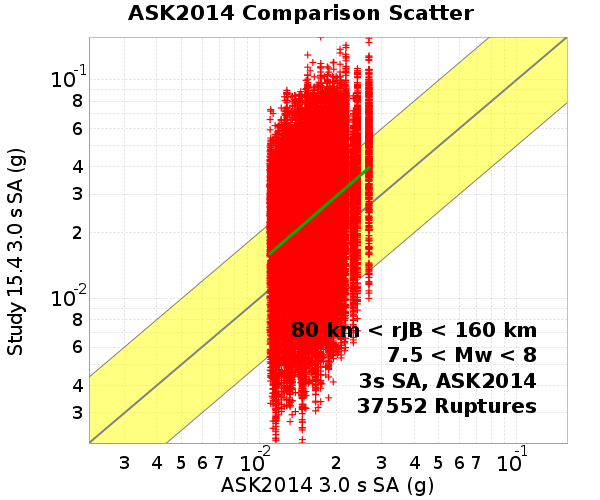 ASK2014 Comparison Scatter
Study 15.4 3.0 s SA (g)
10⁻¹
8
6
4
3
2
10⁻²
8
6
4
3
80 km < rJB < 160 km
7.5 < Mw < 8
3s SA, ASK2014
37552 Ruptures
3 4 5 6 7 10⁻² 2 3 4 5 6 7 10⁻¹
ASK2014 3.0 s SA (g)